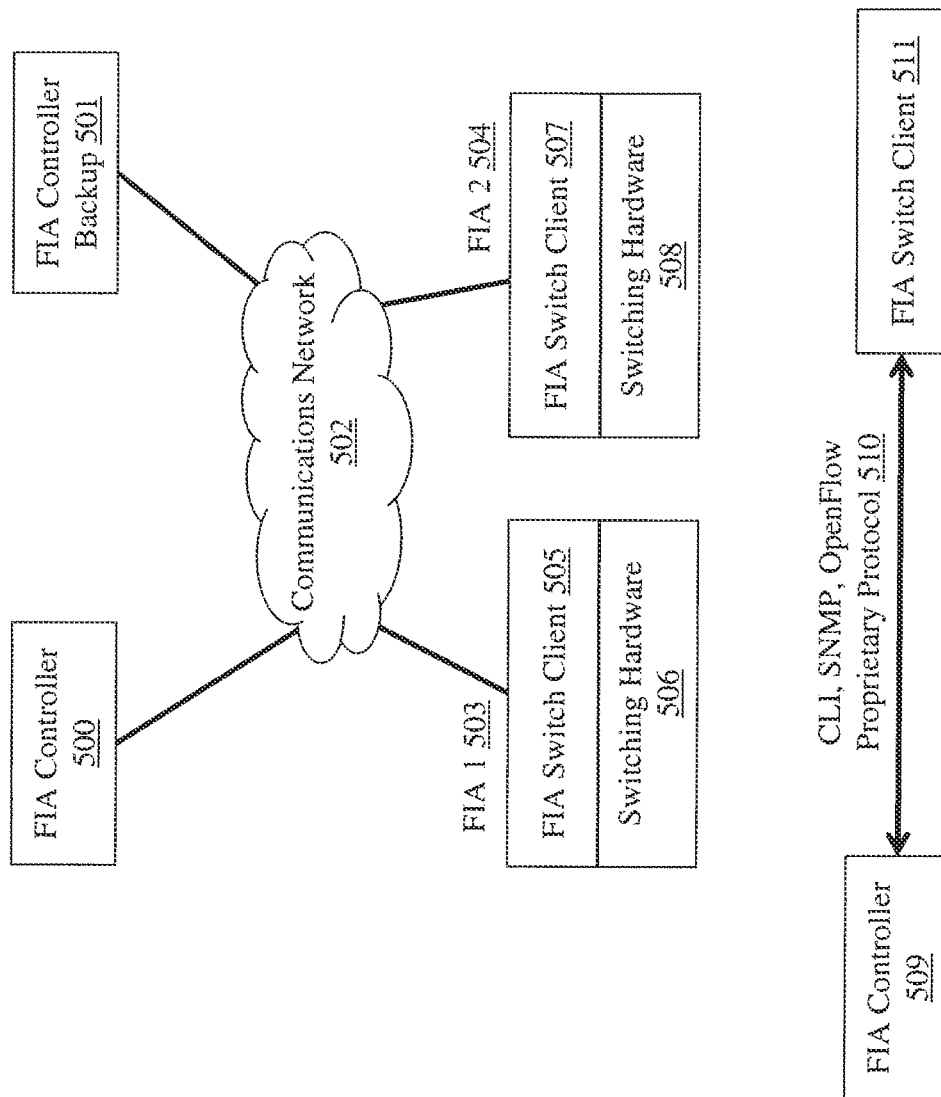 FIA Controller
500
FIA Controller
Backup 501
Communications Network
502
FIA 1 503
FIA Switch Client 505
Switching Hardware
506
FIA 2 504
FIA Switch Client 507
Switching Hardware
508
FIA Controller
509
CLI, SNMP, OpenFlow
Proprietary Protocol 510
FIA Switch Client 511